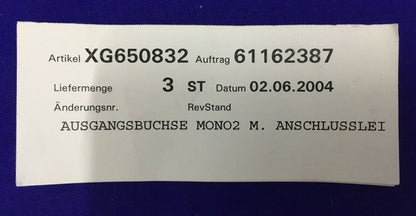 Artikel XG650832 Auftrag 61162387
Liefermenge 3 ST Datum 02.06.2004
Änderungsnr. RevStand
AUSGANGSBUCHSE MONO2 M. ANSCHLUSSLEI